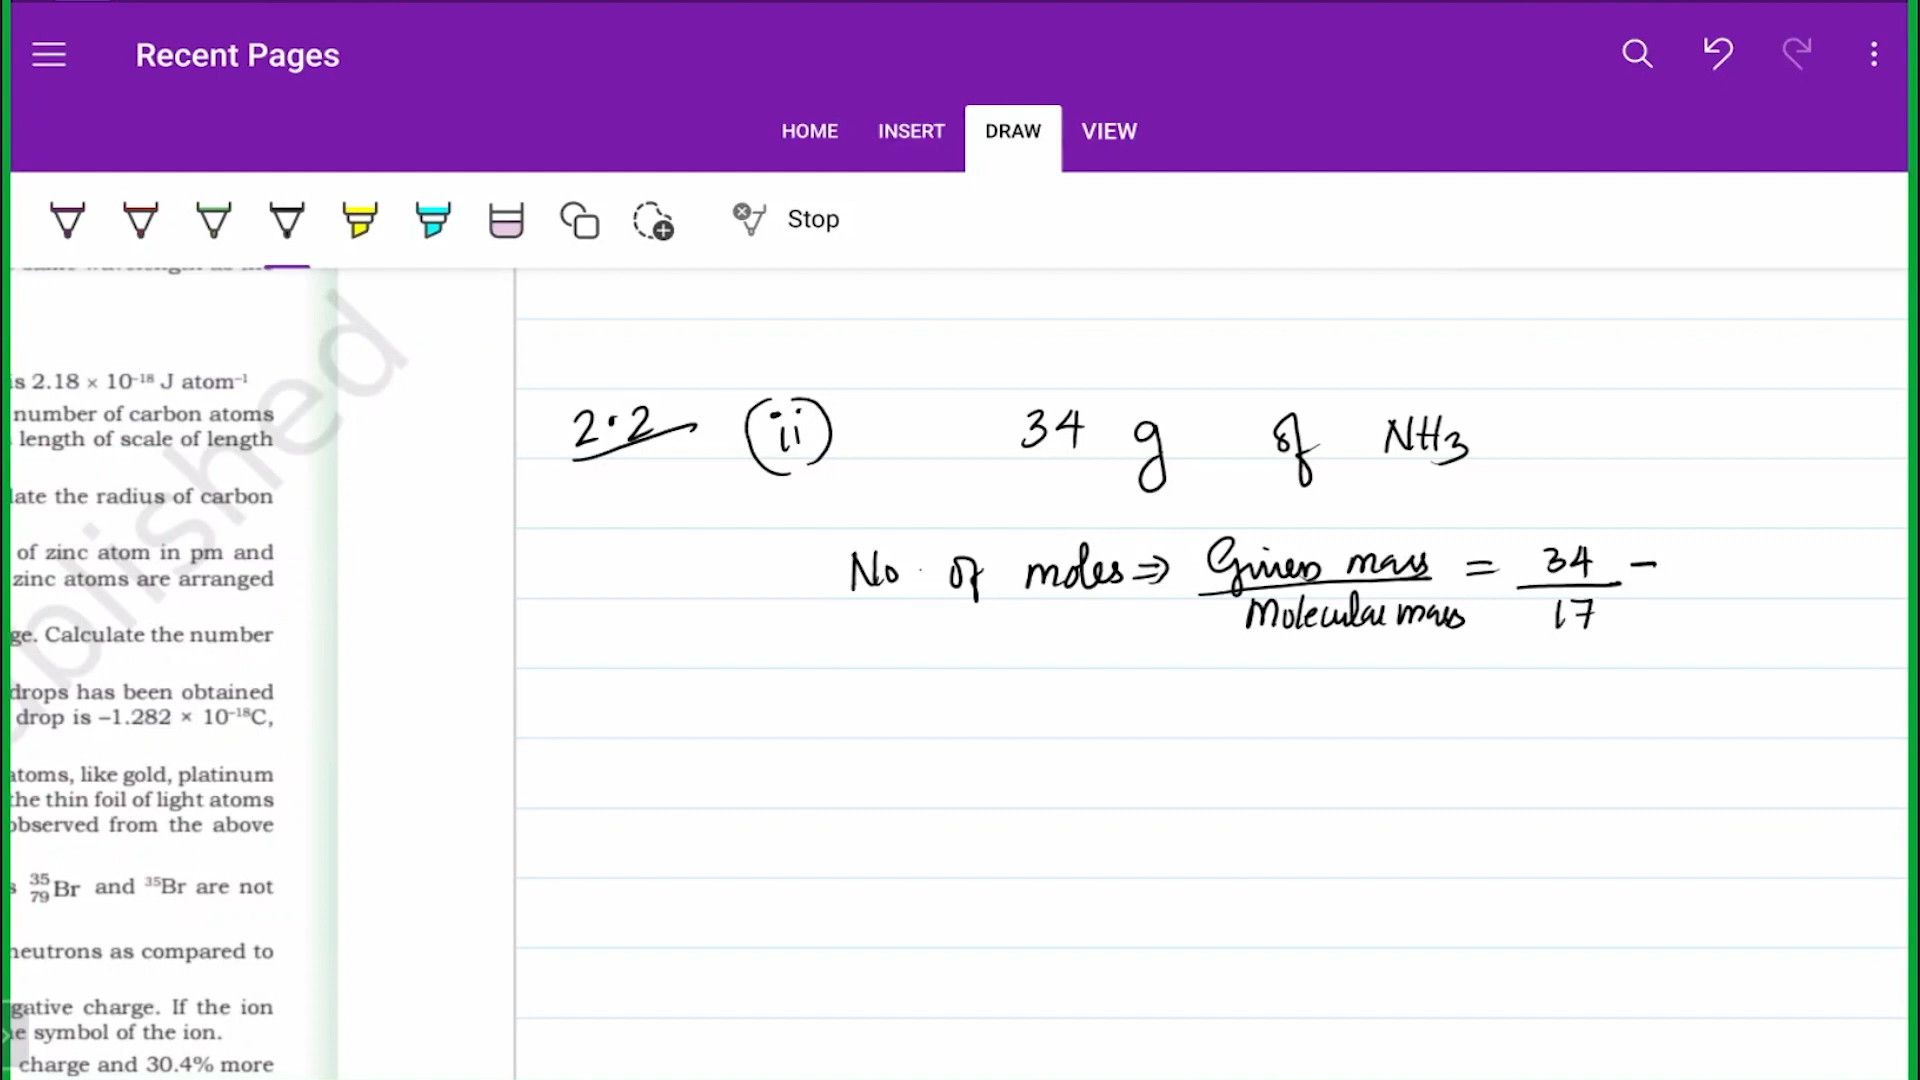 Recent Pages
HOME INSERT DRAW VIEW
Stop
is 2.18 × 10⁻¹⁸ J atom⁻¹
number of carbon atoms
length of scale of length
late the radius of carbon
of zinc atom in pm and
zinc atoms are arranged
ge. Calculate the number
drops has been obtained
drop is –1.282 × 10⁻¹⁸C,
atoms, like gold, platinum
the thin foil of light atoms
observed from the above
s ³⁵₇₉Br and ³⁵Br are not
neutrons as compared to
gative charge. If the ion
e symbol of the ion.
charge and 30.4% more
blished
2.2 (ii) 34 g of NH₃
No. of moles ⇒ Given mass / Molecular mass = 34 / 17 –